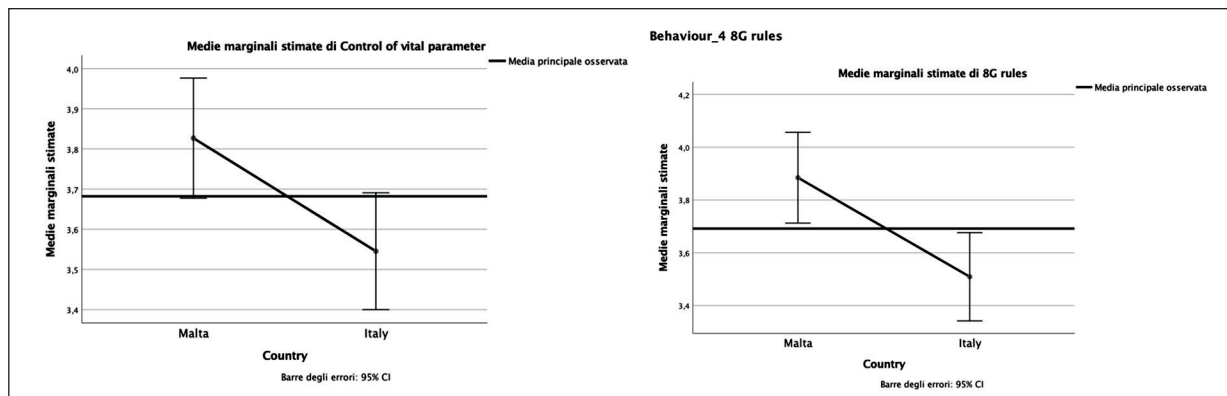 Medie marginali stimate di Control of vital parameter
Media principale osservata
Medie marginali stimate
4,0
3,9
3,8
3,7
3,6
3,5
3,4
Malta
Italy
Country
Barre degli errori: 95% CI
Behaviour_4 8G rules
Medie marginali stimate di 8G rules
Media principale osservata
Medie marginali stimate
4,2
4,0
3,8
3,6
3,4
Malta
Italy
Country
Barre degli errori: 95% CI